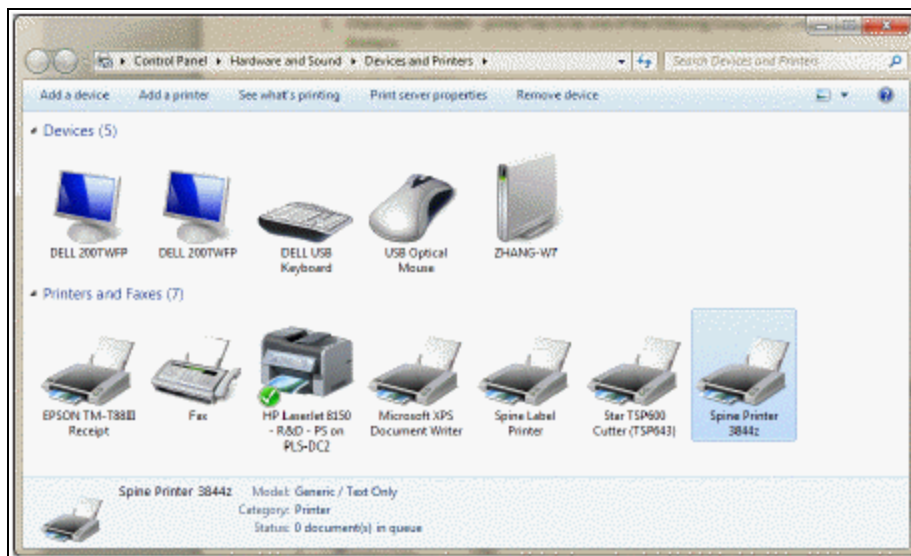 Control Panel ▸ Hardware and Sound ▸ Devices and Printers ▸
Search Devices and Printers
Add a device Add a printer See what's printing Print server properties Remove device
Devices (5)
DELL 200TWFP
DELL 200TWFP
DELL USB
Keyboard
USB Optical
Mouse
ZHANG-W7
Printers and Faxes (7)
EPSON TM-T88III
Receipt
Fax
HP LaserJet 8150
- R&D - PS on
PLS-DC2
Microsoft XPS
Document Writer
Spine Label
Printer
Star TSP600
Cutter (TSP643)
Spine Printer
3844z
Spine Printer 3844z Model: Generic / Text Only
Category: Printer
Status: 0 document(s) in queue